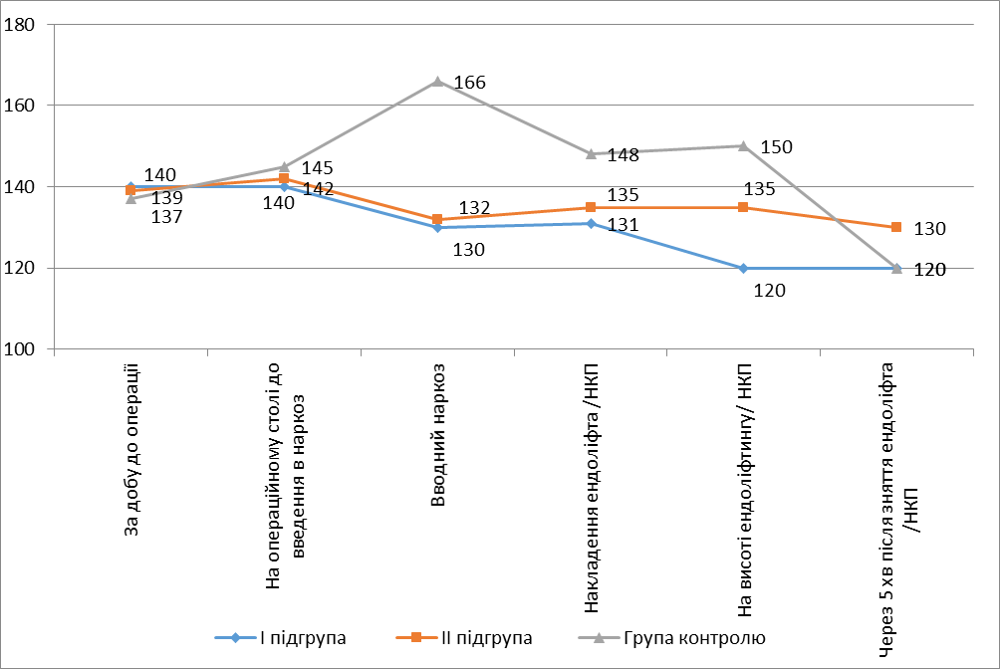 180
160
140
120
100
140
139
137
145
142
140
166
132
130
148
135
131
150
135
120
130
120
120
За добу до операції
На операційному столі до
введення в наркоз
Вводний наркоз
Накладення ендоліфта /НКП
На висоті ендоліфтингу/ НКП
Через 5 хв після зняття ендоліфта
/НКП
І підгрупа
ІІ підгрупа
Група контролю